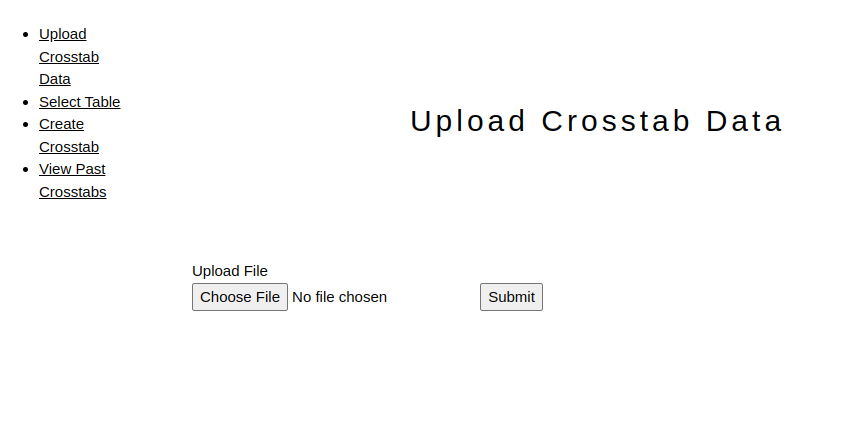 Upload
Crosstab
Data
Select Table
Create
Crosstab
View Past
Crosstabs
Upload Crosstab Data
Upload File
Choose File No file chosen Submit